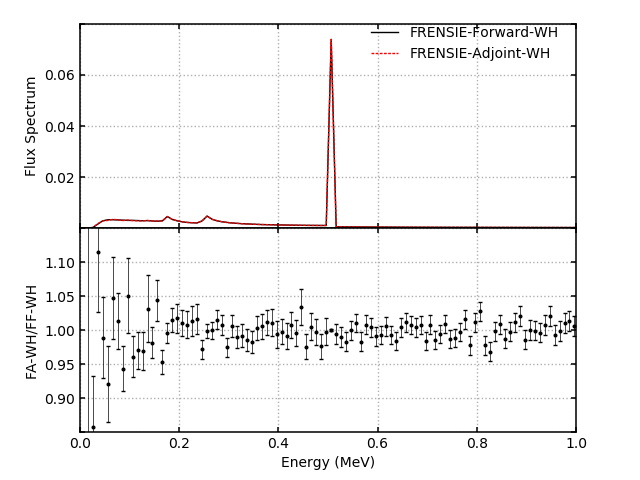 FRENSIE-Forward-WH
FRENSIE-Adjoint-WH
Flux Spectrum
0.06
0.04
0.02
FA-WH/FF-WH
1.10
1.05
1.00
0.95
0.90
0.0 0.2 0.4 0.6 0.8 1.0
Energy (MeV)